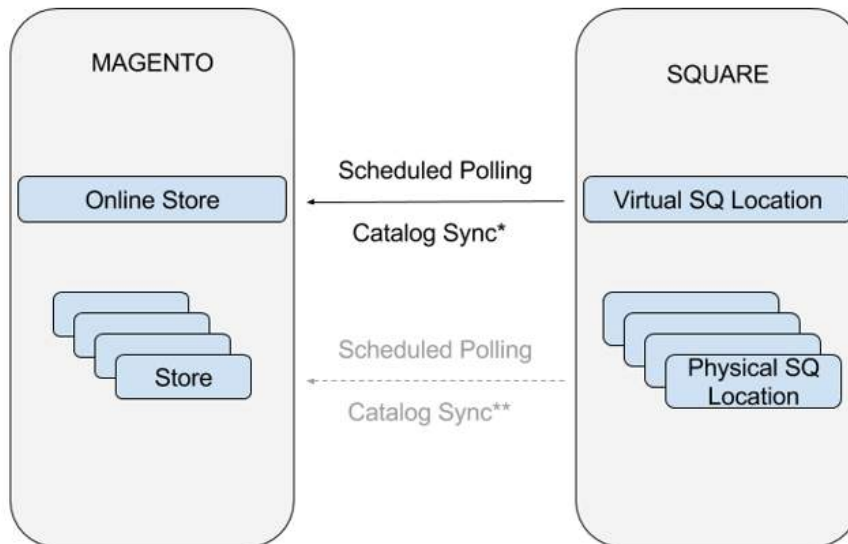 MAGENTO
SQUARE
Scheduled Polling
Online Store
Virtual SQ Location
Catalog Sync*
Scheduled Polling
Store
Physical SQ
Location
Catalog Sync**